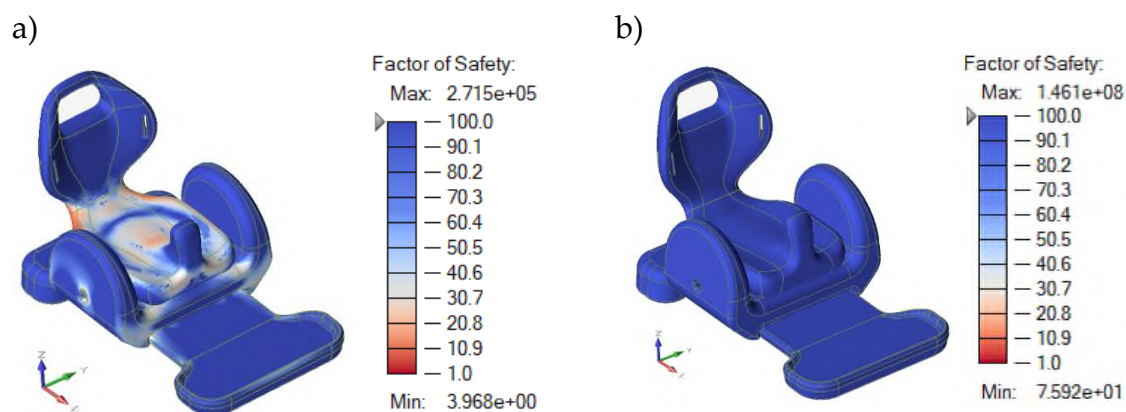 a)
Factor of Safety:
Max: 2.715e+05
100.0
90.1
80.2
70.3
60.4
50.5
40.6
30.7
20.8
10.9
1.0
Min: 3.968e+00
Z
Y
X
b)
Factor of Safety:
Max: 1.461e+08
100.0
90.1
80.2
70.3
60.4
50.5
40.6
30.7
20.8
10.9
1.0
Min: 7.592e+01
Z
Y
X